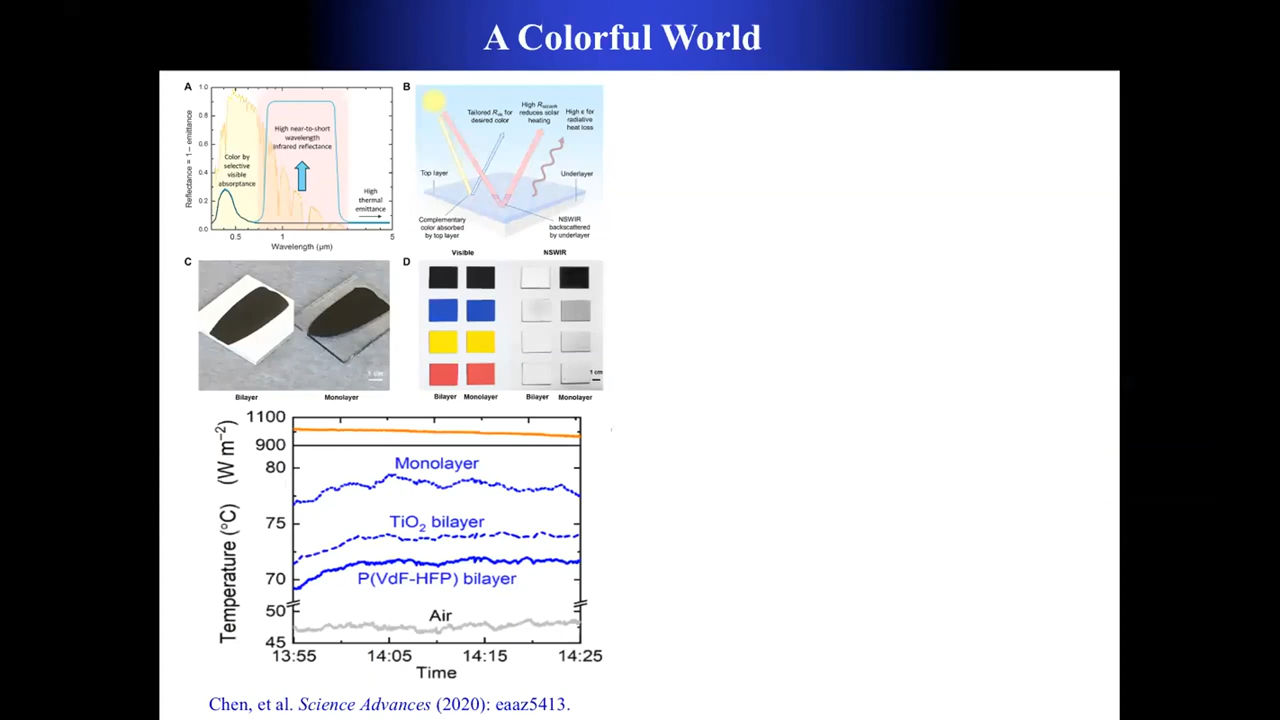 A Colorful World
A
1.0
0.8
0.6
0.4
0.2
0.0
Reflectance = 1 – emittance
Color by
selective
visible
absorptance
High near-to-short
wavelength
infrared reflectance
High
thermal
emittance
0.5
1
5
Wavelength (μm)
B
Tailored Rvis for
desired color
High RNSWIR
reduces solar
heating
High ϵ for
radiative
heat loss
Top layer
Underlayer
Complementary
color absorbed
by top layer
NSWIR
backscattered
by underlayer
C
1 cm
Bilayer
Monolayer
D
Visible
NSWIR
1 cm
Bilayer
Monolayer
Bilayer
Monolayer
1100
900
(W m⁻²)
80
75
70
50
45
Temperature (°C)
Monolayer
TiO₂ bilayer
P(VdF-HFP) bilayer
Air
13:55
14:05
14:15
14:25
Time
Chen, et al. Science Advances (2020): eaaz5413.